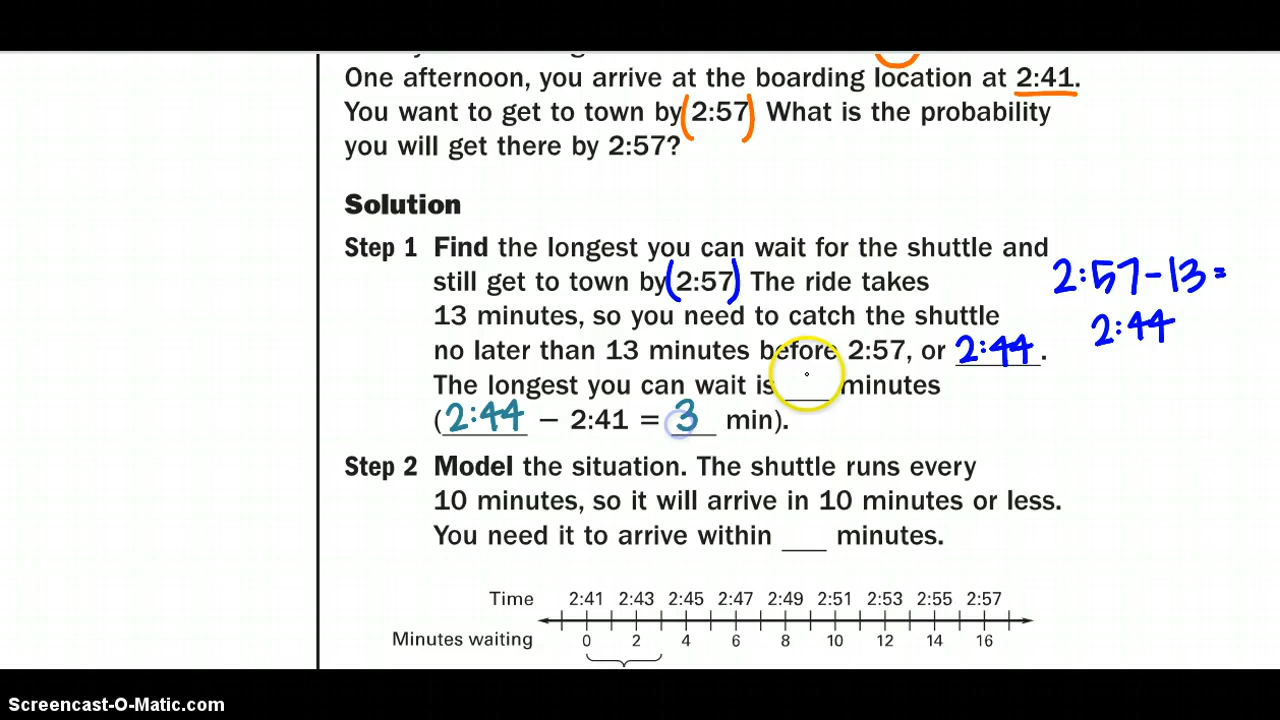 One afternoon, you arrive at the boarding location at 2:41.
You want to get to town by (2:57) What is the probability
you will get there by 2:57?
Solution
Step 1 Find the longest you can wait for the shuttle and
still get to town by (2:57) The ride takes
13 minutes, so you need to catch the shuttle
no later than 13 minutes before 2:57, or 2:44.
The longest you can wait is ___ minutes
(2:44 − 2:41 = 3 min).
2:57-13=
2:44
Step 2 Model the situation. The shuttle runs every
10 minutes, so it will arrive in 10 minutes or less.
You need it to arrive within ___ minutes.
Time 2:41 2:43 2:45 2:47 2:49 2:51 2:53 2:55 2:57
Minutes waiting 0 2 4 6 8 10 12 14 16
Screencast-O-Matic.com